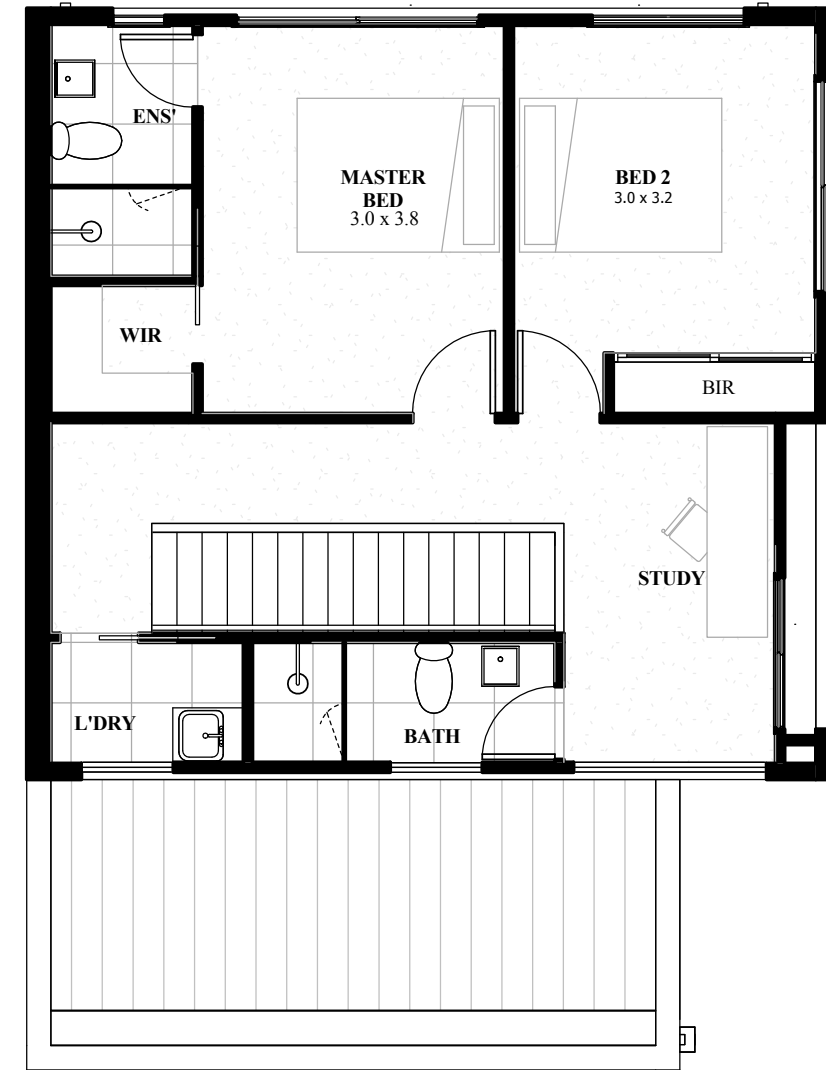 ENS'
MASTER
BED
3.0 x 3.8
BED 2
3.0 x 3.2
WIR
BIR
STUDY
L'DRY
BATH